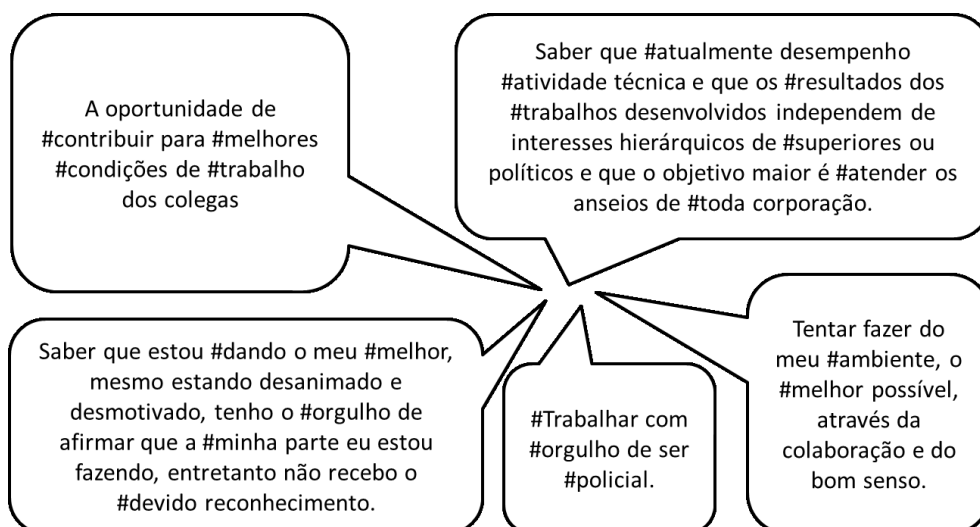 A oportunidade de
#contribuir para #melhores
#condições de #trabalho
dos colegas
Saber que #atualmente desempenho
#atividade técnica e que os #resultados dos
#trabalhos desenvolvidos independem de
interesses hierárquicos de #superiores ou
políticos e que o objetivo maior é #atender os
anseios de #toda corporação.
Saber que estou #dando o meu #melhor,
mesmo estando desanimado e
desmotivado, tenho o #orgulho de
afirmar que a #minha parte eu estou
fazendo, entretanto não recebo o
#devido reconhecimento.
#Trabalhar com
#orgulho de ser
#policial.
Tentar fazer do
meu #ambiente, o
#melhor possível,
através da
colaboração e do
bom senso.